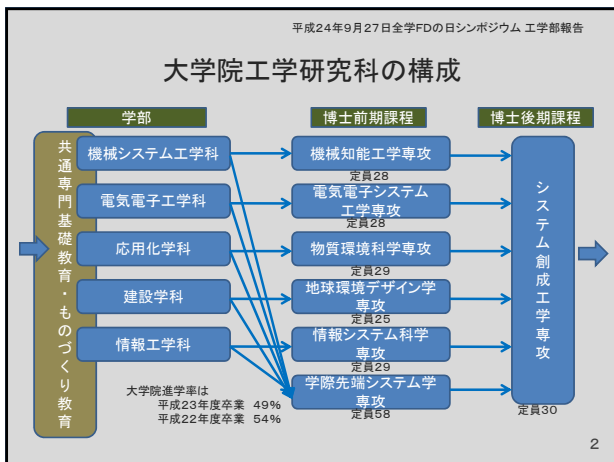 平成24年9月27日全学FDの日シンポジウム 工学部報告
大学院工学研究科の構成
学部
博士前期課程
博士後期課程
共通専門基礎教育・ものづくり教育
機械システム工学科
電気電子工学科
応用化学科
建設学科
情報工学科
機械知能工学専攻
定員28
電気電子システム
工学専攻
定員28
物質環境科学専攻
定員29
地球環境デザイン学
専攻
定員25
情報システム科学
専攻
定員29
学際先端システム学
専攻
定員58
システム創成工学専攻
定員30
大学院進学率は
平成23年度卒業 49%
平成22年度卒業 54%
2